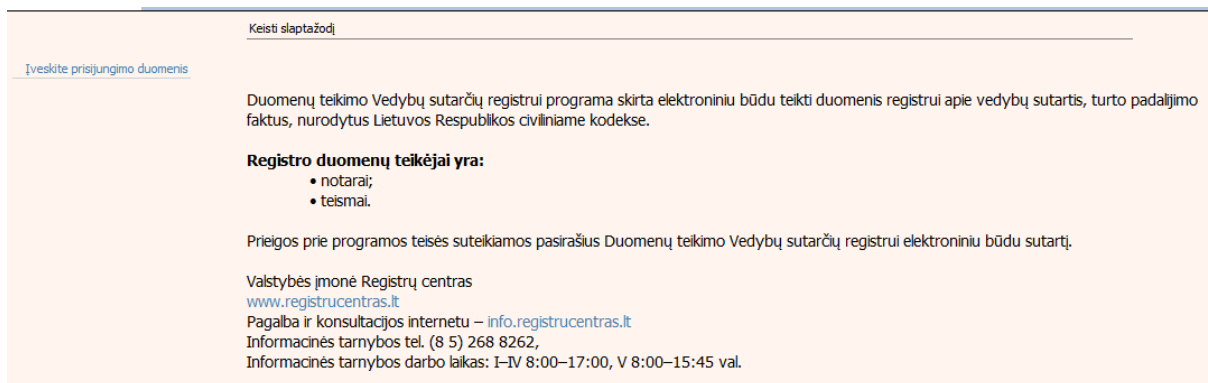 Keisti slaptažodį
Įveskite prisijungimo duomenis
Duomenų teikimo Vedybų sutarčių registrui programa skirta elektroniniu būdu teikti duomenis registrui apie vedybų sutartis, turto padalijimo
faktus, nurodytus Lietuvos Respublikos civiliniame kodekse.
Registro duomenų teikėjai yra:
• notarai;
• teismai.
Prieigos prie programos teisės suteikiamos pasirašius Duomenų teikimo Vedybų sutarčių registrui elektroniniu būdu sutartį.
Valstybės įmonė Registrų centras
www.registrucentras.lt
Pagalba ir konsultacijos internetu – info.registrucentras.lt
Informacinės tarnybos tel. (8 5) 268 8262,
Informacinės tarnybos darbo laikas: I–IV 8:00–17:00, V 8:00–15:45 val.